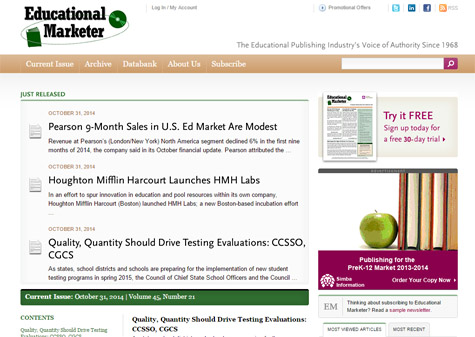 Educational
Marketer
Log In / My Account
Promotional Offers
RSS
The Educational Publishing Industry's Voice of Authority Since 1968
Current Issue
Archive
Databank
About Us
Subscribe
JUST RELEASED
OCTOBER 31, 2014
Pearson 9-Month Sales in U.S. Ed Market Are Modest
Revenue at Pearson's (London/New York) North America segment declined 6% in the first nine
months of 2014, the company said in its October financial update. Pearson attributed the ...
OCTOBER 31, 2014
Houghton Mifflin Harcourt Launches HMH Labs
In an effort to spur innovation in education and pool resources within its own company,
Houghton Mifflin Harcourt (Boston) launched HMH Labs, a new Boston-based incubation effort
...
OCTOBER 31, 2014
Quality, Quantity Should Drive Testing Evaluations: CCSSO,
CGCS
As states, school districts and schools are preparing for the implementation of new student
testing programs in spring 2015, the Council of Chief State School Officers and the Council ...
Current Issue: October 31, 2014 | Volume 45, Number 21
CONTENTS
Quality, Quantity Should Drive Testing
Evaluations: CCSSO, CGCS
Quality, Quantity Should Drive Testing Evaluations:
CCSSO, CGCS
Educational
Marketer
Try it FREE
Sign up today for
a free 30-day trial
Publishing for the
PreK-12 Market 2013-2014
Simba
Information
Order Your Copy Now
EM
Thinking about subscribing to Educational
Marketer? Read a sample newsletter.
MOST VIEWED ARTICLES
MOST RECENT